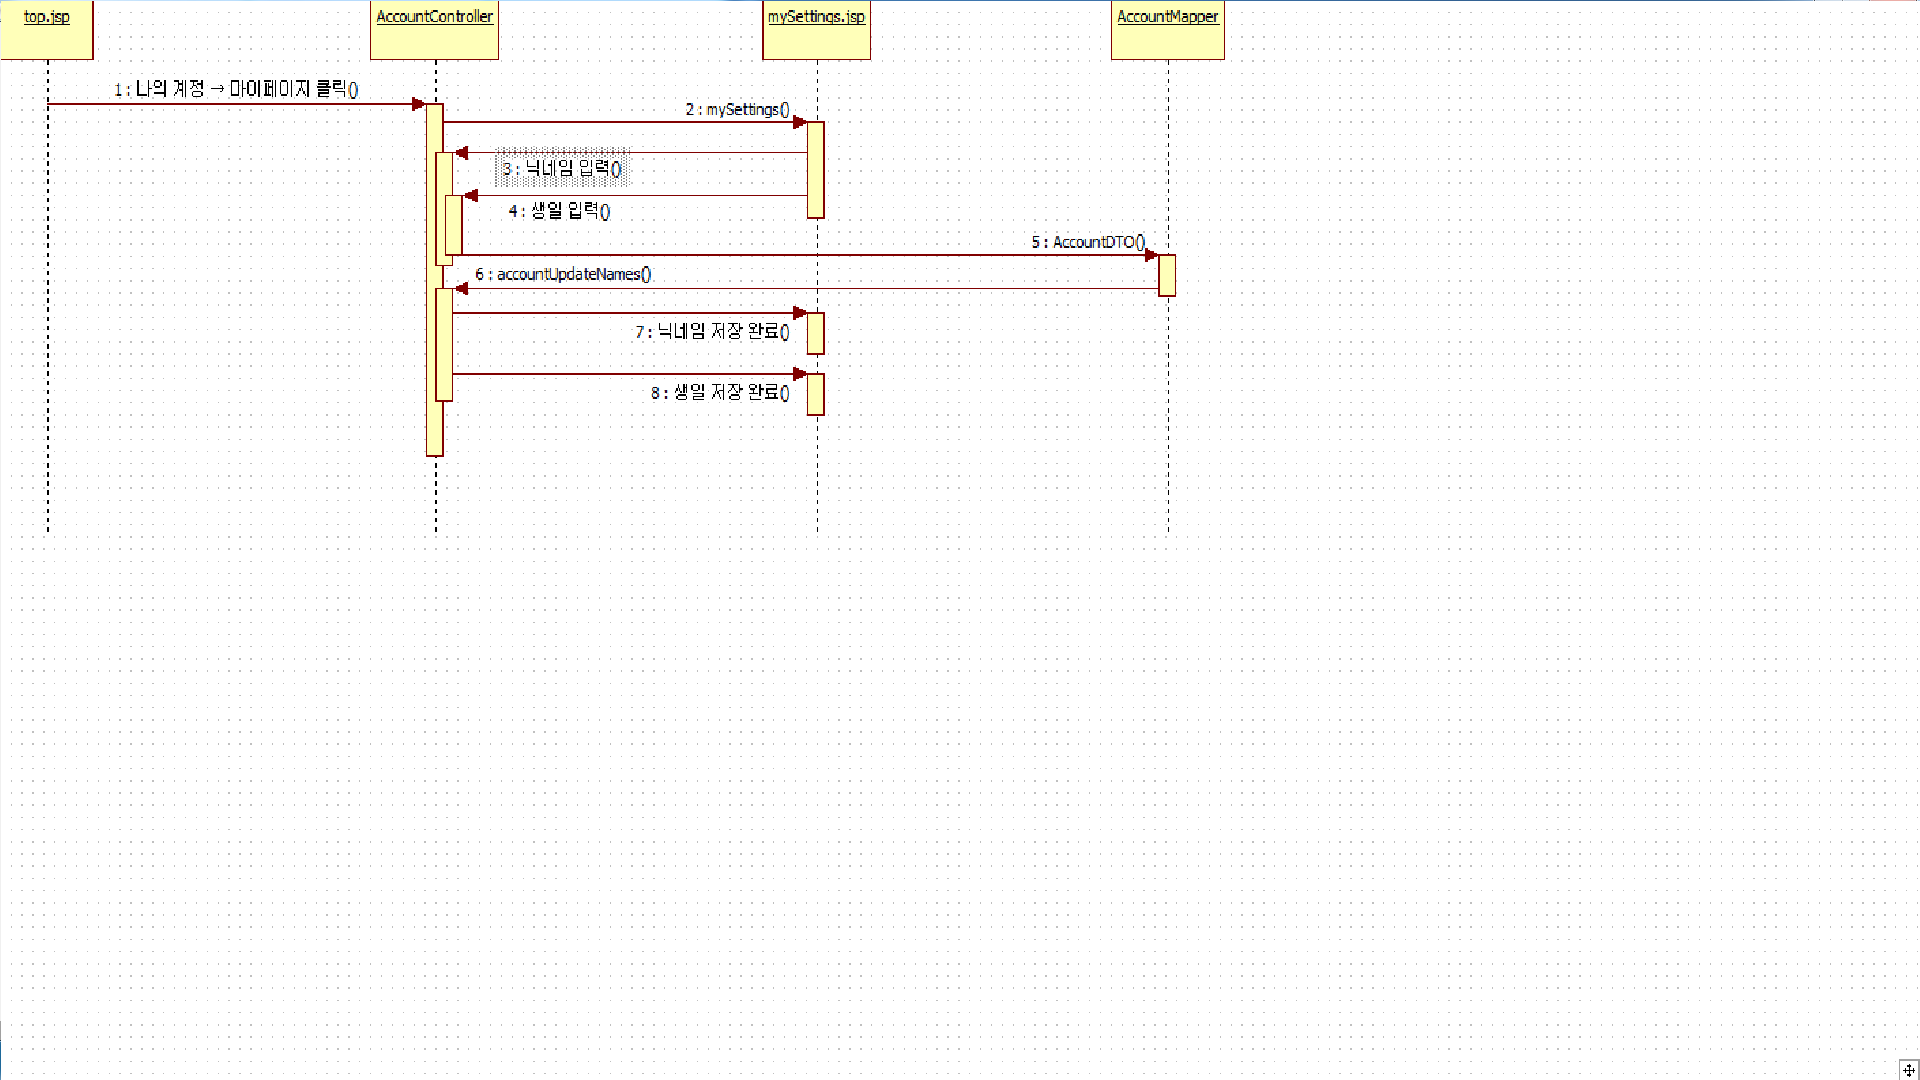 top.jsp
AccountController
mySettings.jsp
AccountMapper
1 : 나의 계정 → 마이페이지 클릭()
2 : mySettings()
3 : 닉네임 입력()
4 : 생일 입력()
5 : AccountDTO()
6 : accountUpdateNames()
7 : 닉네임 저장 완료()
8 : 생일 저장 완료()